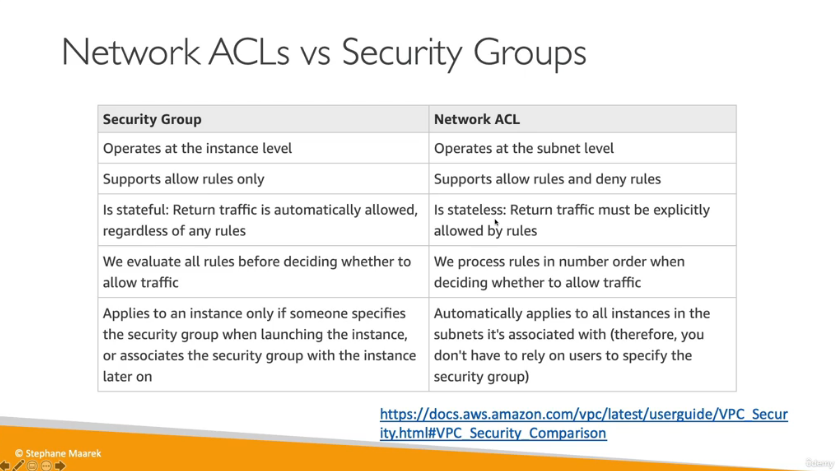 Network ACLs vs Security Groups
Security Group
Network ACL
Operates at the instance level
Operates at the subnet level
Supports allow rules only
Supports allow rules and deny rules
Is stateful: Return traffic is automatically allowed,
regardless of any rules
Is stateless: Return traffic must be explicitly
allowed by rules
We evaluate all rules before deciding whether to
allow traffic
We process rules in number order when
deciding whether to allow traffic
Applies to an instance only if someone specifies
the security group when launching the instance,
or associates the security group with the instance
later on
Automatically applies to all instances in the
subnets it's associated with (therefore, you
don't have to rely on users to specify the
security group)
https://docs.aws.amazon.com/vpc/latest/userguide/VPC_Secur
ity.html#VPC_Security_Comparison
© Stephane Maarek
Udemy